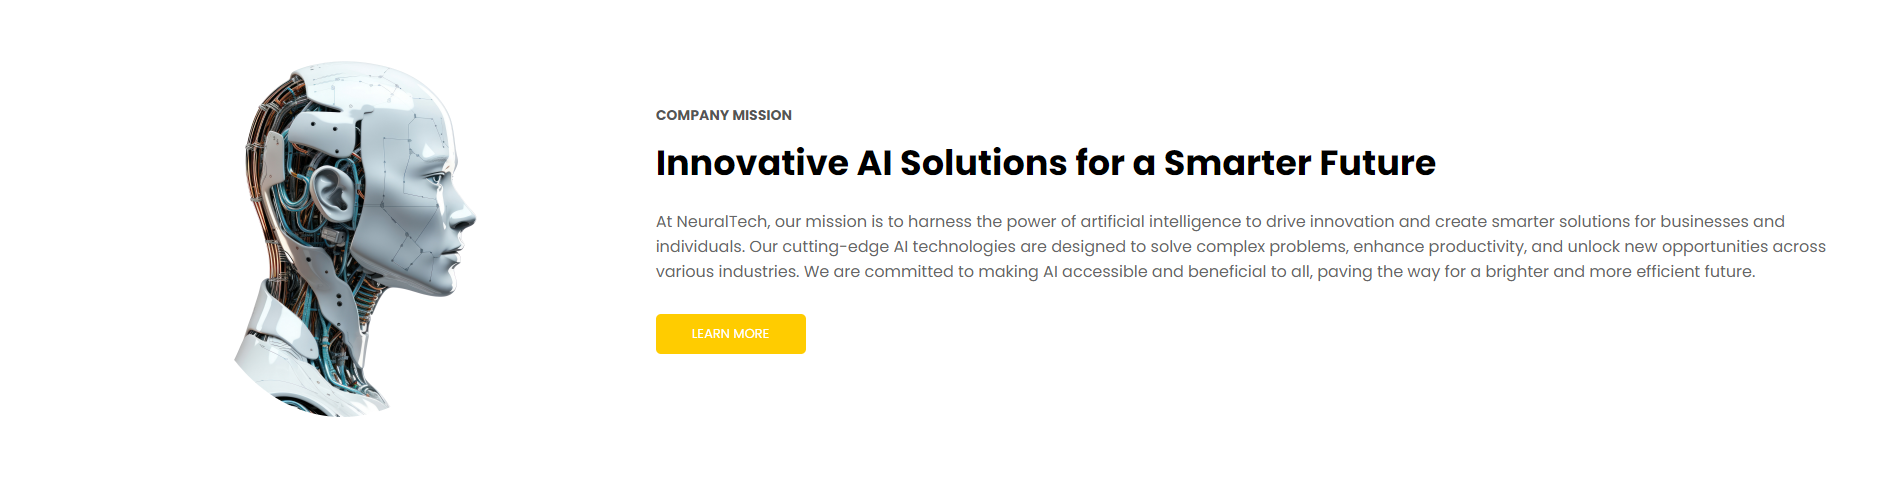 COMPANY MISSION
Innovative AI Solutions for a Smarter Future
At NeuralTech, our mission is to harness the power of artificial intelligence to drive innovation and create smarter solutions for businesses and
individuals. Our cutting-edge AI technologies are designed to solve complex problems, enhance productivity, and unlock new opportunities across
various industries. We are committed to making AI accessible and beneficial to all, paving the way for a brighter and more efficient future.
LEARN MORE